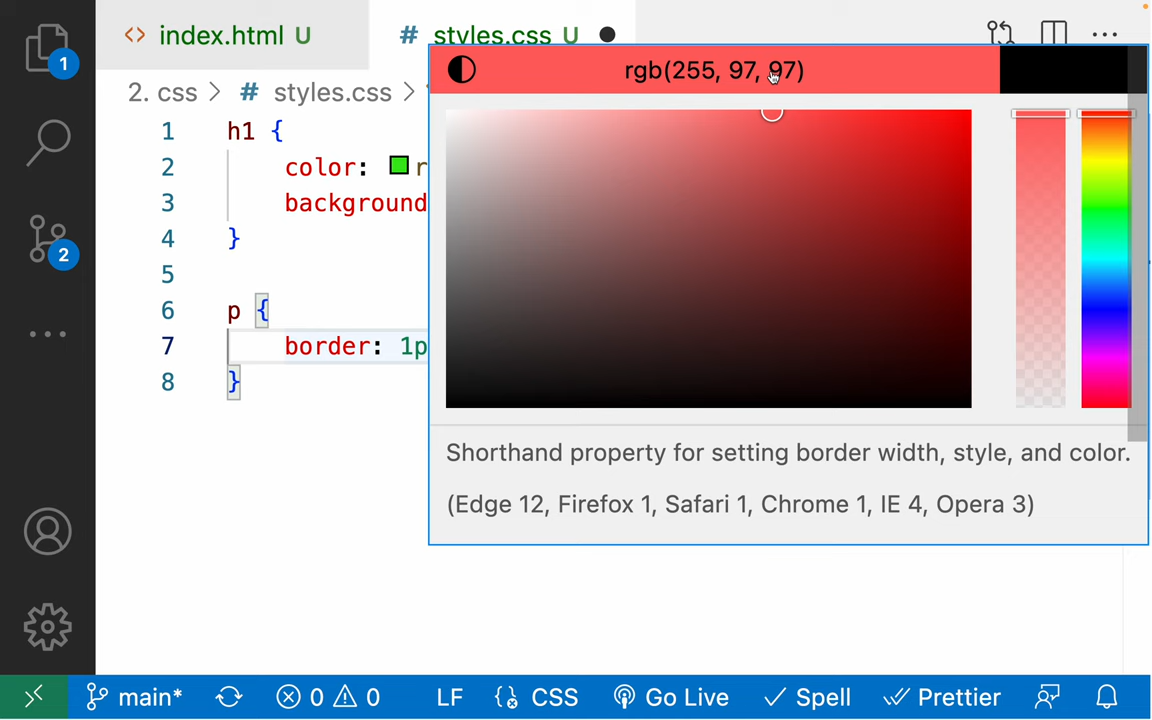 index.html U
# styles.css U
2. css > # styles.css >
rgb(255, 97, 97)
1 h1 {
2 color: r
3 background
4 }
5
6 p {
7 border: 1p
8 }
Shorthand property for setting border width, style, and color.
(Edge 12, Firefox 1, Safari 1, Chrome 1, IE 4, Opera 3)
1
2
main* 0 0 LF CSS Go Live Spell Prettier